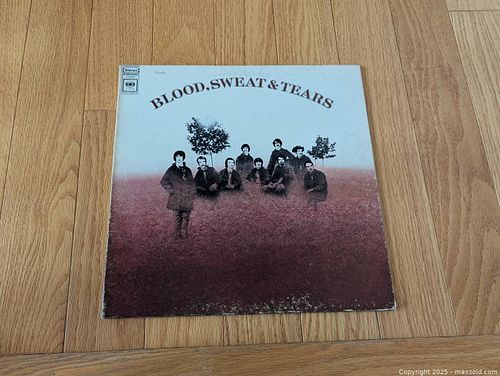 BLOOD, SWEAT & TEARS
Copyright © 2025 - maxsold.com